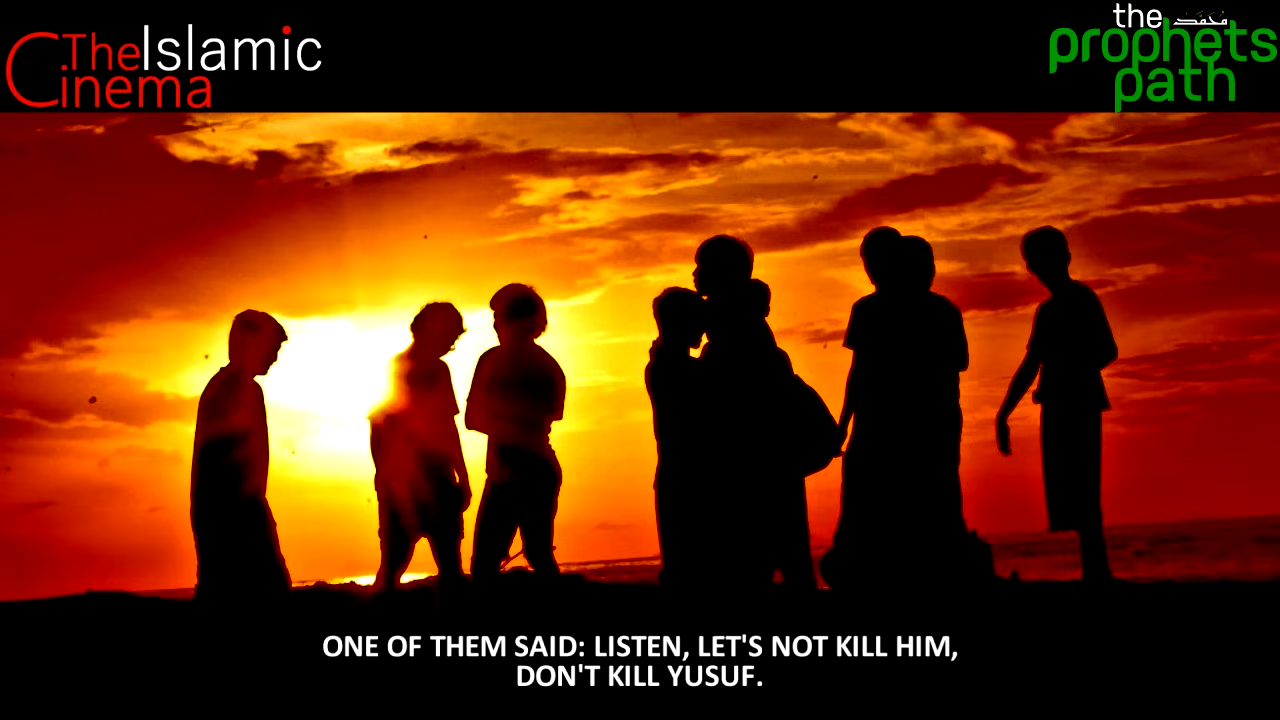 TheIslamic
Cinema
the مُحَمَّد
prophets
path
ONE OF THEM SAID: LISTEN, LET'S NOT KILL HIM,
DON'T KILL YUSUF.